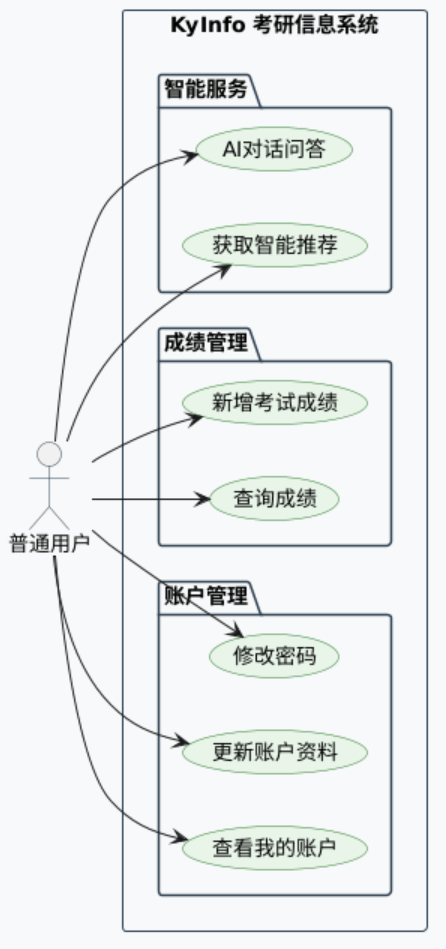 KyInfo 考研信息系统
智能服务
AI对话问答
获取智能推荐
成绩管理
新增考试成绩
查询成绩
普通用户
账户管理
修改密码
更新账户资料
查看我的账户